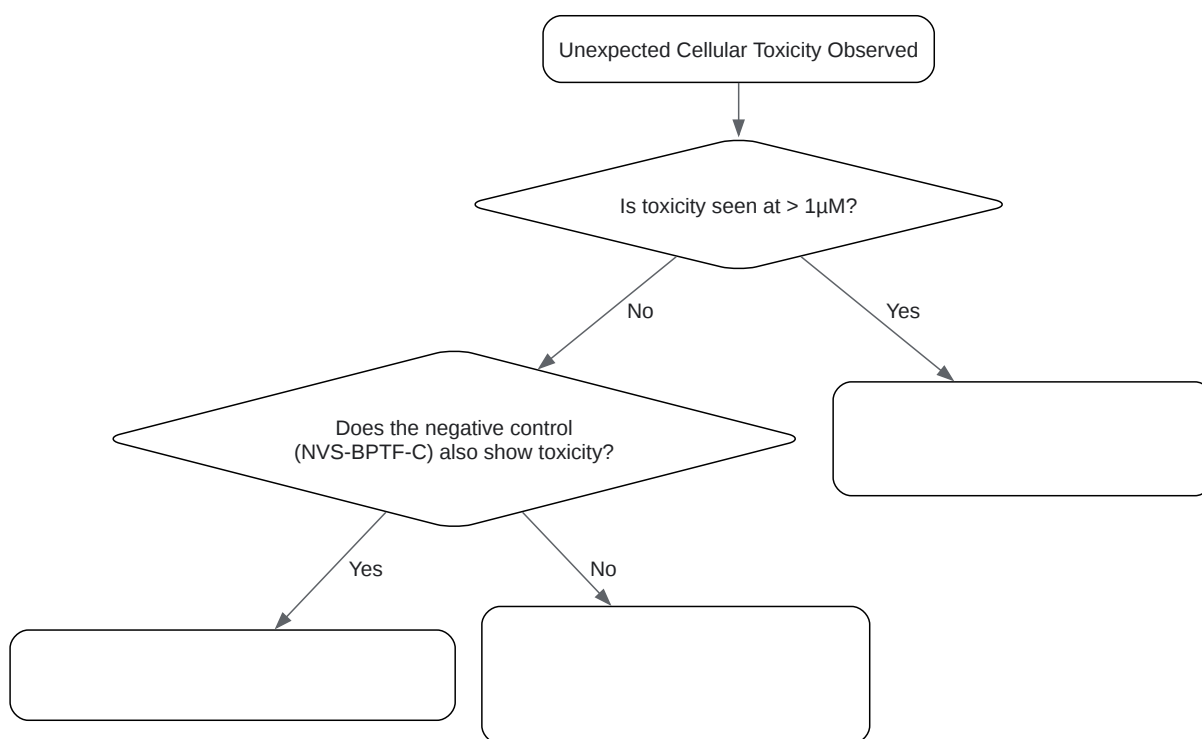 Unexpected Cellular Toxicity Observed
Is toxicity seen at > 1µM?
No
Yes
Does the negative control
(NVS-BPTF-C) also show toxicity?
Yes
No